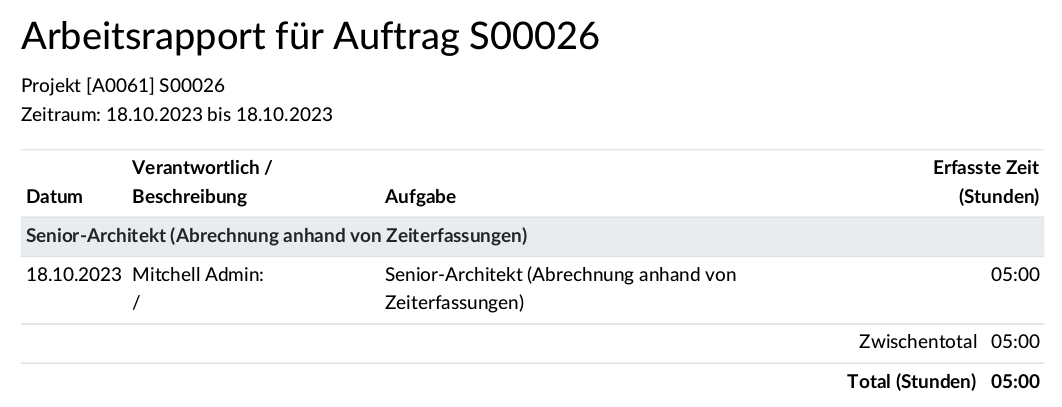 Arbeitsrapport für Auftrag S00026
Projekt [A0061] S00026
Zeitraum: 18.10.2023 bis 18.10.2023
Verantwortlich / Erfasste Zeit
Datum Beschreibung Aufgabe (Stunden)
Senior-Architekt (Abrechnung anhand von Zeiterfassungen)
18.10.2023 Mitchell Admin: Senior-Architekt (Abrechnung anhand von 05:00
/ Zeiterfassungen)
Zwischentotal 05:00
Total (Stunden) 05:00